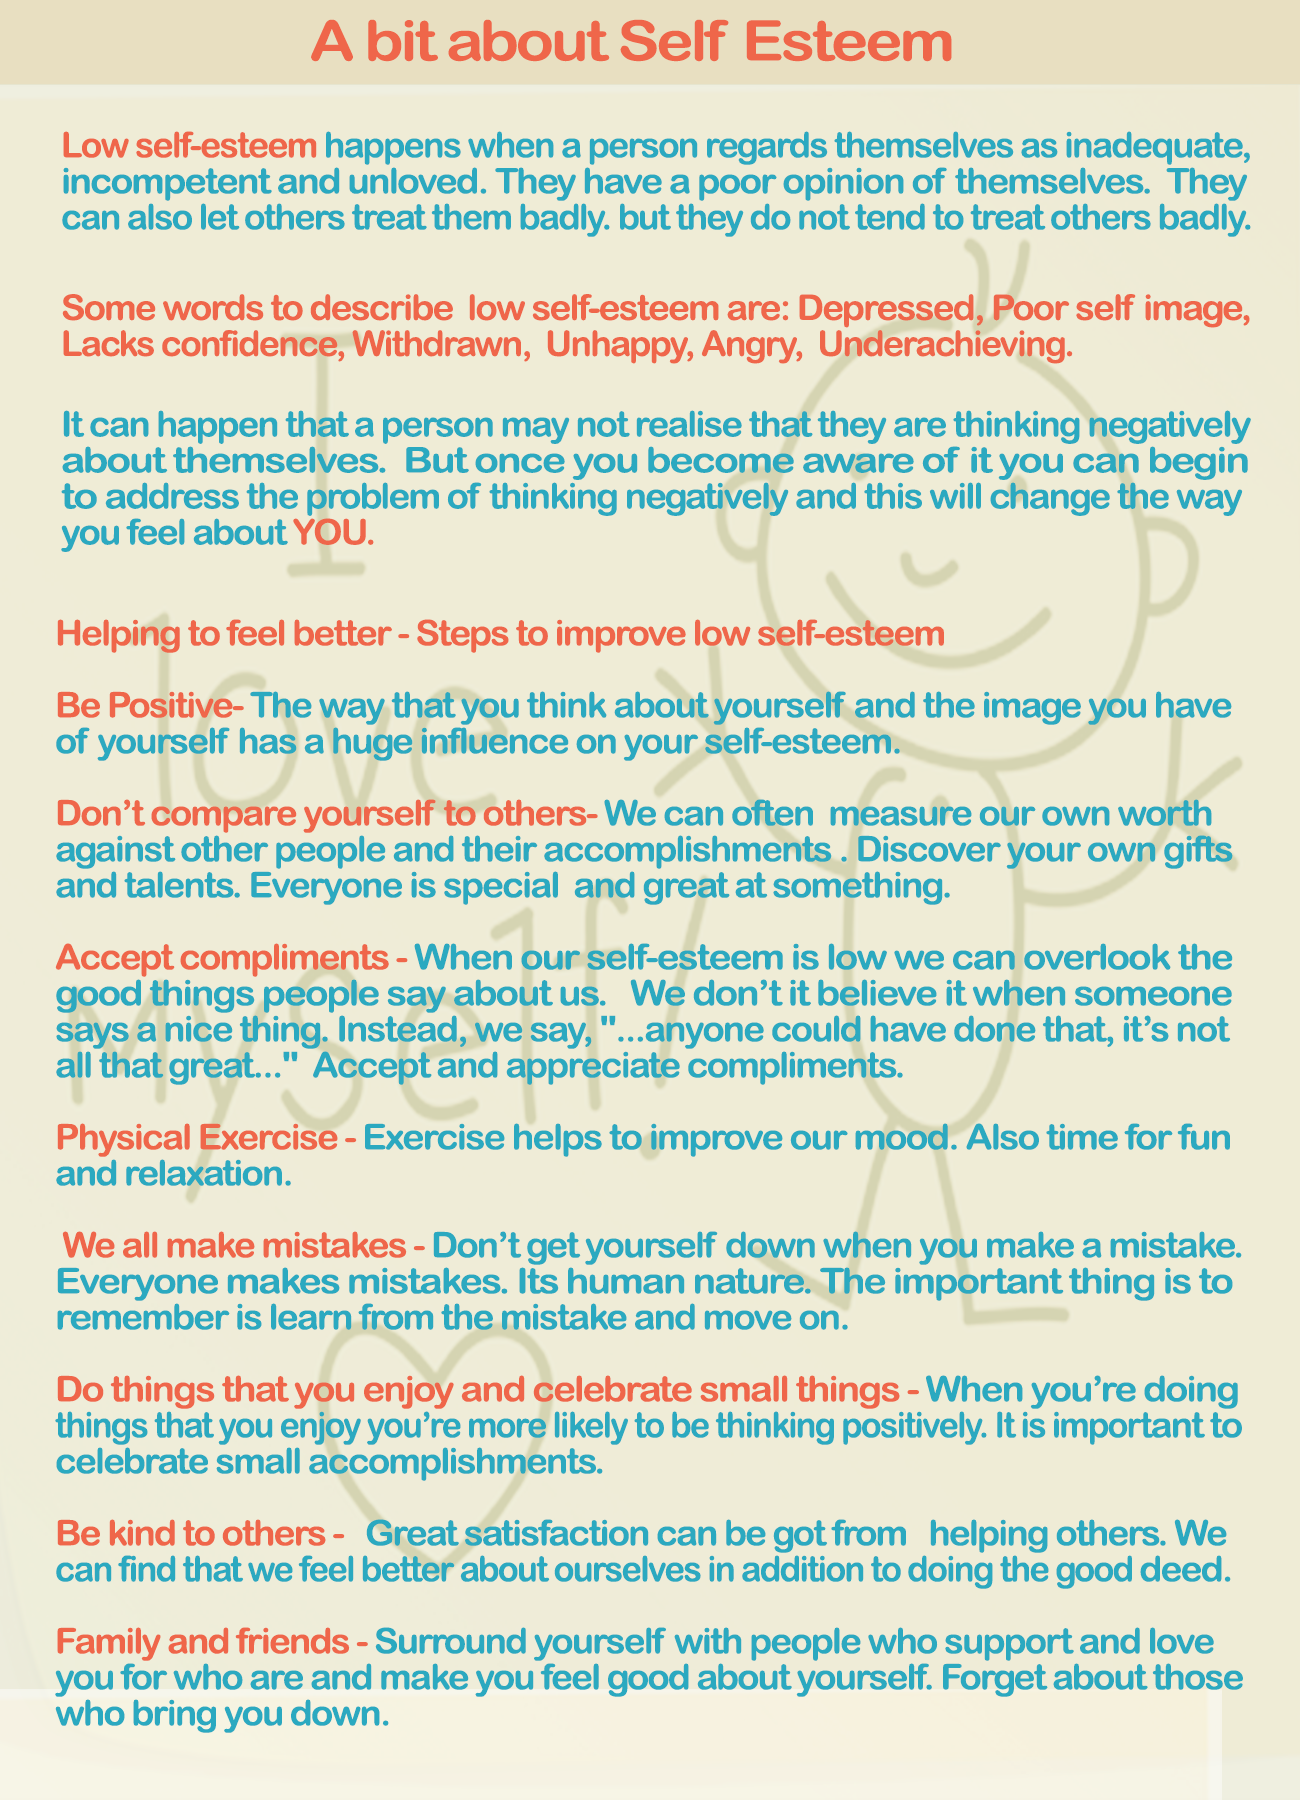 A bit about Self Esteem
Low self-esteem happens when a person regards themselves as inadequate,
incompetent and unloved. They have a poor opinion of themselves. They
can also let others treat them badly. but they do not tend to treat others badly.
Some words to describe low self-esteem are: Depressed, Poor self image,
Lacks confidence, Withdrawn, Unhappy, Angry, Underachieving.
It can happen that a person may not realise that they are thinking negatively
about themselves. But once you become aware of it you can begin
to address the problem of thinking negatively and this will change the way
you feel about YOU.
Helping to feel better - Steps to improve low self-esteem
Be Positive- The way that you think about yourself and the image you have
of yourself has a huge influence on your self-esteem.
Don't compare yourself to others- We can often measure our own worth
against other people and their accomplishments . Discover your own gifts
and talents. Everyone is special and great at something.
Accept compliments - When our self-esteem is low we can overlook the
good things people say about us. We don't it believe it when someone
says a nice thing. Instead, we say, "...anyone could have done that, it's not
all that great..." Accept and appreciate compliments.
Physical Exercise - Exercise helps to improve our mood. Also time for fun
and relaxation.
We all make mistakes - Don't get yourself down when you make a mistake.
Everyone makes mistakes. Its human nature. The important thing is to
remember is learn from the mistake and move on.
Do things that you enjoy and celebrate small things - When you're doing
things that you enjoy you're more likely to be thinking positively. It is important to
celebrate small accomplishments.
Be kind to others - Great satisfaction can be got from helping others. We
can find that we feel better about ourselves in addition to doing the good deed.
Family and friends - Surround yourself with people who support and love
you for who are and make you feel good about yourself. Forget about those
who bring you down.
I
love
Myself!